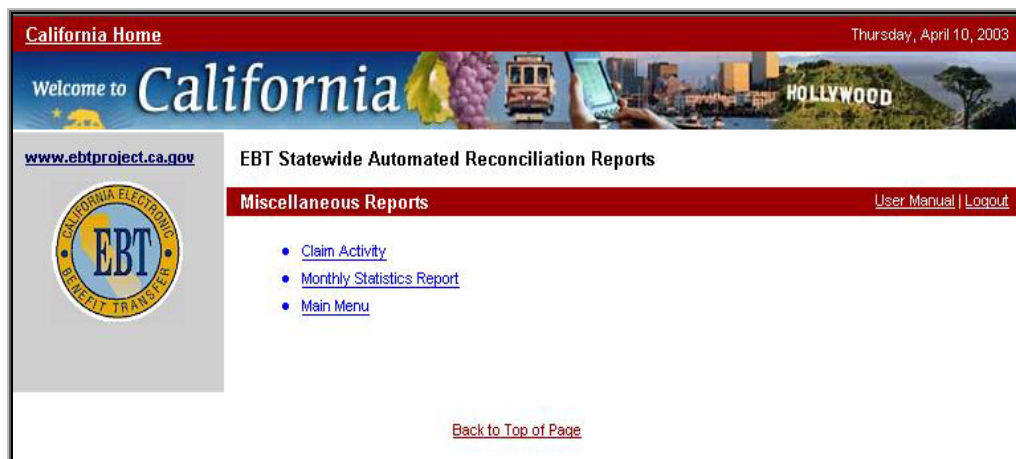 California Home
Thursday, April 10, 2003
Welcome to California
HOLLYWOOD
www.ebtproject.ca.gov
CALIFORNIA ELECTRONIC
EBT
BENEFIT TRANSFER
EBT Statewide Automated Reconciliation Reports
Miscellaneous Reports
User Manual | Logout
Claim Activity
Monthly Statistics Report
Main Menu
Back to Top of Page